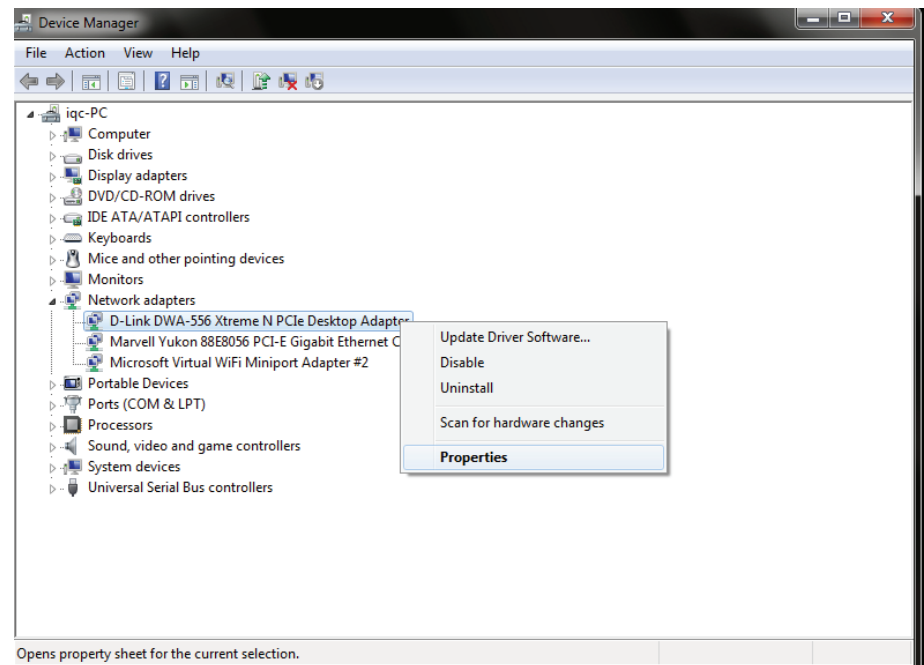 Device Manager
File Action View Help
iqc-PC
Computer
Disk drives
Display adapters
DVD/CD-ROM drives
IDE ATA/ATAPI controllers
Keyboards
Mice and other pointing devices
Monitors
Network adapters
D-Link DWA-556 Xtreme N PCIe Desktop Adapter
Marvell Yukon 88E8056 PCI-E Gigabit Ethernet C
Microsoft Virtual WiFi Miniport Adapter #2
Portable Devices
Ports (COM & LPT)
Processors
Sound, video and game controllers
System devices
Universal Serial Bus controllers
Update Driver Software...
Disable
Uninstall
Scan for hardware changes
Properties
Opens property sheet for the current selection.